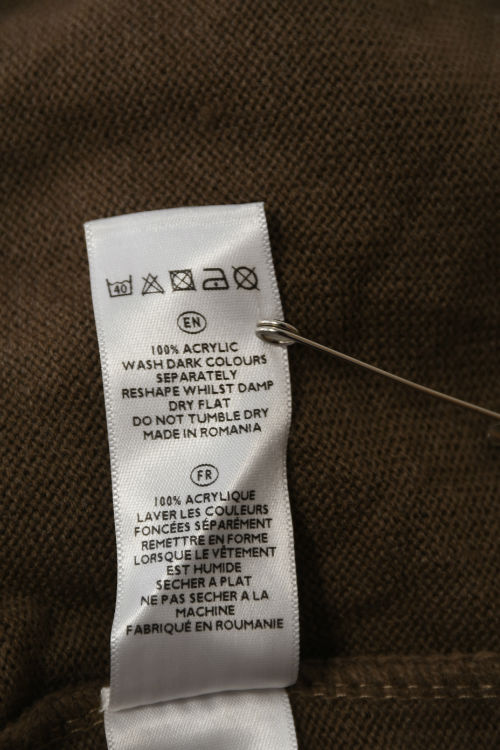 40
EN
100% ACRYLIC
WASH DARK COLOURS
SEPARATELY
RESHAPE WHILST DAMP
DRY FLAT
DO NOT TUMBLE DRY
MADE IN ROMANIA
FR
100% ACRYLIQUE
LAVER LES COULEURS
FONCÉES SÉPARÉMENT
REMETTRE EN FORME
LORSQUE LE VÊTEMENT
EST HUMIDE
SECHER A PLAT
NE PAS SECHER A LA
MACHINE
FABRIQUÉ EN ROUMANIE